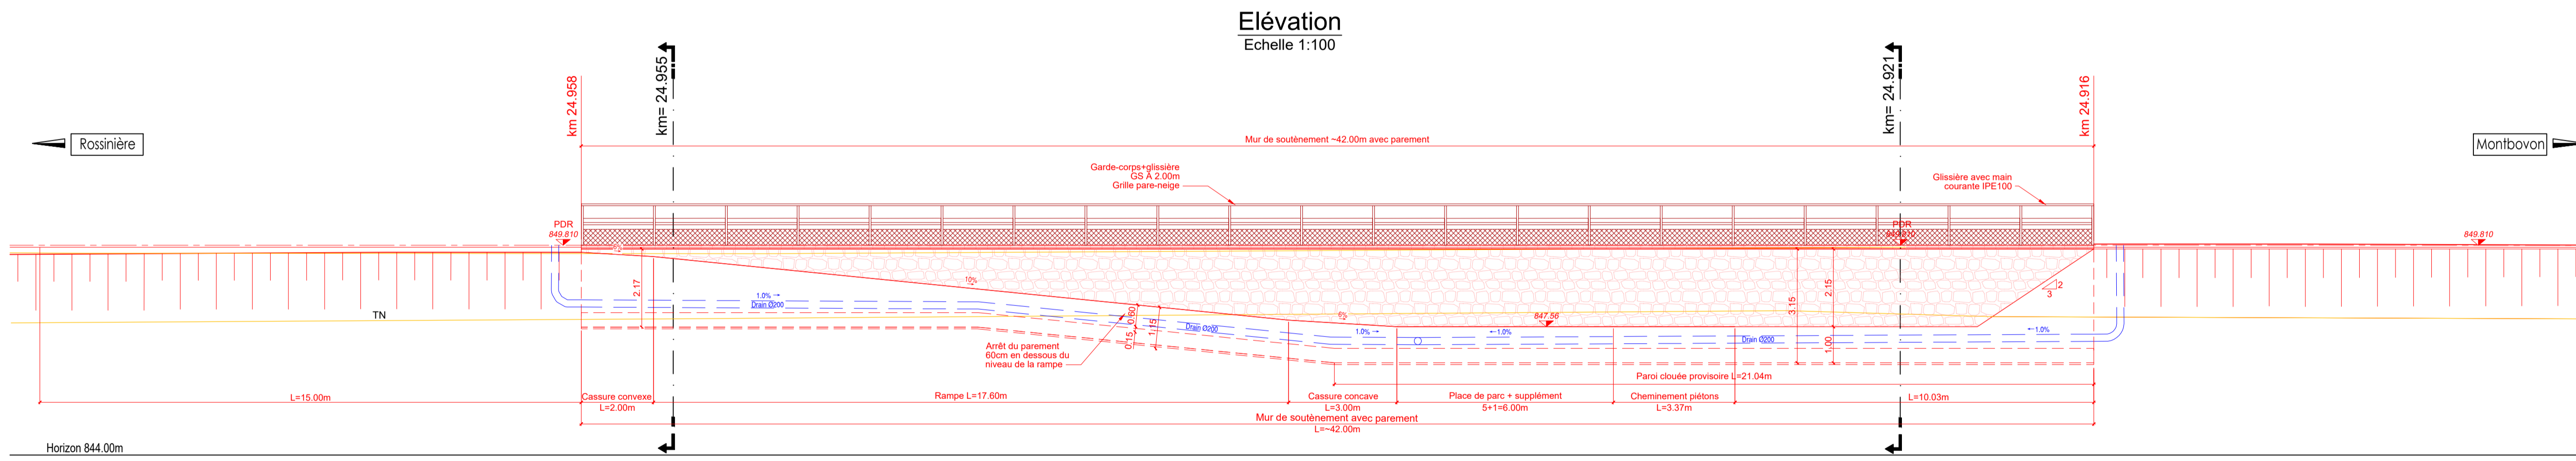 Elévation
Echelle 1:100
km 24.958
km= 24.955
km= 24.921
km 24.916
Rossinière
Montbovon
Mur de soutènement ~42.00m avec parement
Garde-corps+glissière
GS A 2.00m
Grille pare-neige
Glissière avec main
courante IPE100
PDR
849.810
PDR
849.810
849.810
10%
2.17
1.0%
Drain Ø200
TN
0.60
0.15
1.15
Drain Ø200
Arrêt du parement
60cm en dessous du
niveau de la rampe
1.0%
847.56
1.0%
Drain Ø200
3.15
2.15
1.00
1.0%
2
3
Paroi clouée provisoire L=21.04m
L=15.00m
Cassure convexe
L=2.00m
Rampe L=17.60m
Cassure concave
L=3.00m
Place de parc + supplément
5+1=6.00m
Cheminement piétons
L=3.37m
L=10.03m
Mur de soutènement avec parement
L=~42.00m
Horizon 844.00m